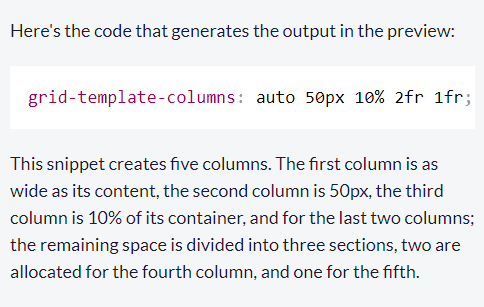 Here's the code that generates the output in the preview:
grid-template-columns: auto 50px 10% 2fr 1fr;
This snippet creates five columns. The first column is as
wide as its content, the second column is 50px, the third
column is 10% of its container, and for the last two columns;
the remaining space is divided into three sections, two are
allocated for the fourth column, and one for the fifth.